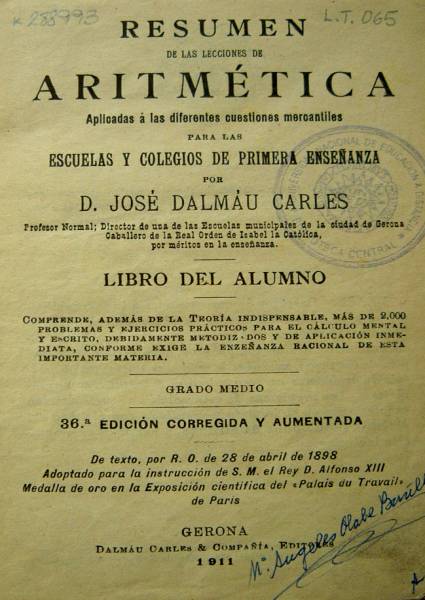 K 288993
L.T. 065
RESUMEN
DE LAS LECCIONES DE
ARITMÉTICA
Aplicadas á las diferentes cuestiones mercantiles
PARA LAS
ESCUELAS Y COLEGIOS DE PRIMERA ENSEÑANZA
POR
D. JOSÉ DALMÁU CARLES
Profesor Normal; Director de una de las Escuelas municipales de la ciudad de Gerona
Caballero de la Real Orden de Isabel la Católica,
por méritos en la enseñanza.
LIBRO DEL ALUMNO
COMPRENDE, ADEMÁS DE LA TEORÍA INDISPENSABLE, MÁS DE 2,000
PROBLEMAS Y EJERCICIOS PRÁCTICOS PARA EL CÁLCULO MENTAL
Y ESCRITO, DEBIDAMENTE METODIZ·DOS Y DE APLICACIÓN INME-
DIATA, CONFORME EXIGE LA ENZEÑANZA RACIONAL DE ESTA
IMPORTANTE MATERIA.
GRADO MEDIO
36.ª EDICIÓN CORREGIDA Y AUMENTADA
De texto, por R. O. de 28 de abril de 1898
Adoptado para la instrucción de S. M. el Rey D. Alfonso XIII
Medalla de oro en la Exposición científica del «Palais du Travail»
de París
GERONA
DALMÁU CARLES & COMPAÑÍA, EDITORES
1911
Mª Angeles Olabe